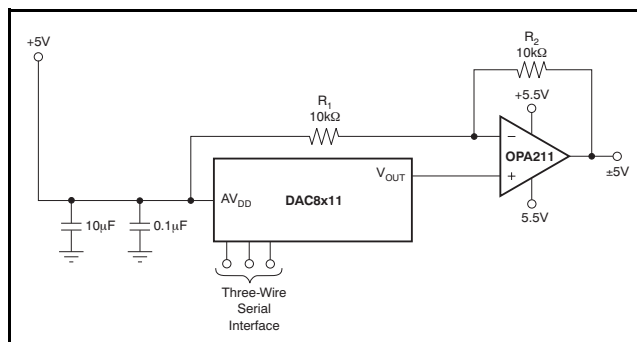 +5V
R2
10kΩ
R1
10kΩ
+5.5V
−
OPA211
+
±5V
5.5V
VOUT
AVDD
DAC8x11
10μF
0.1μF
Three-Wire
Serial
Interface